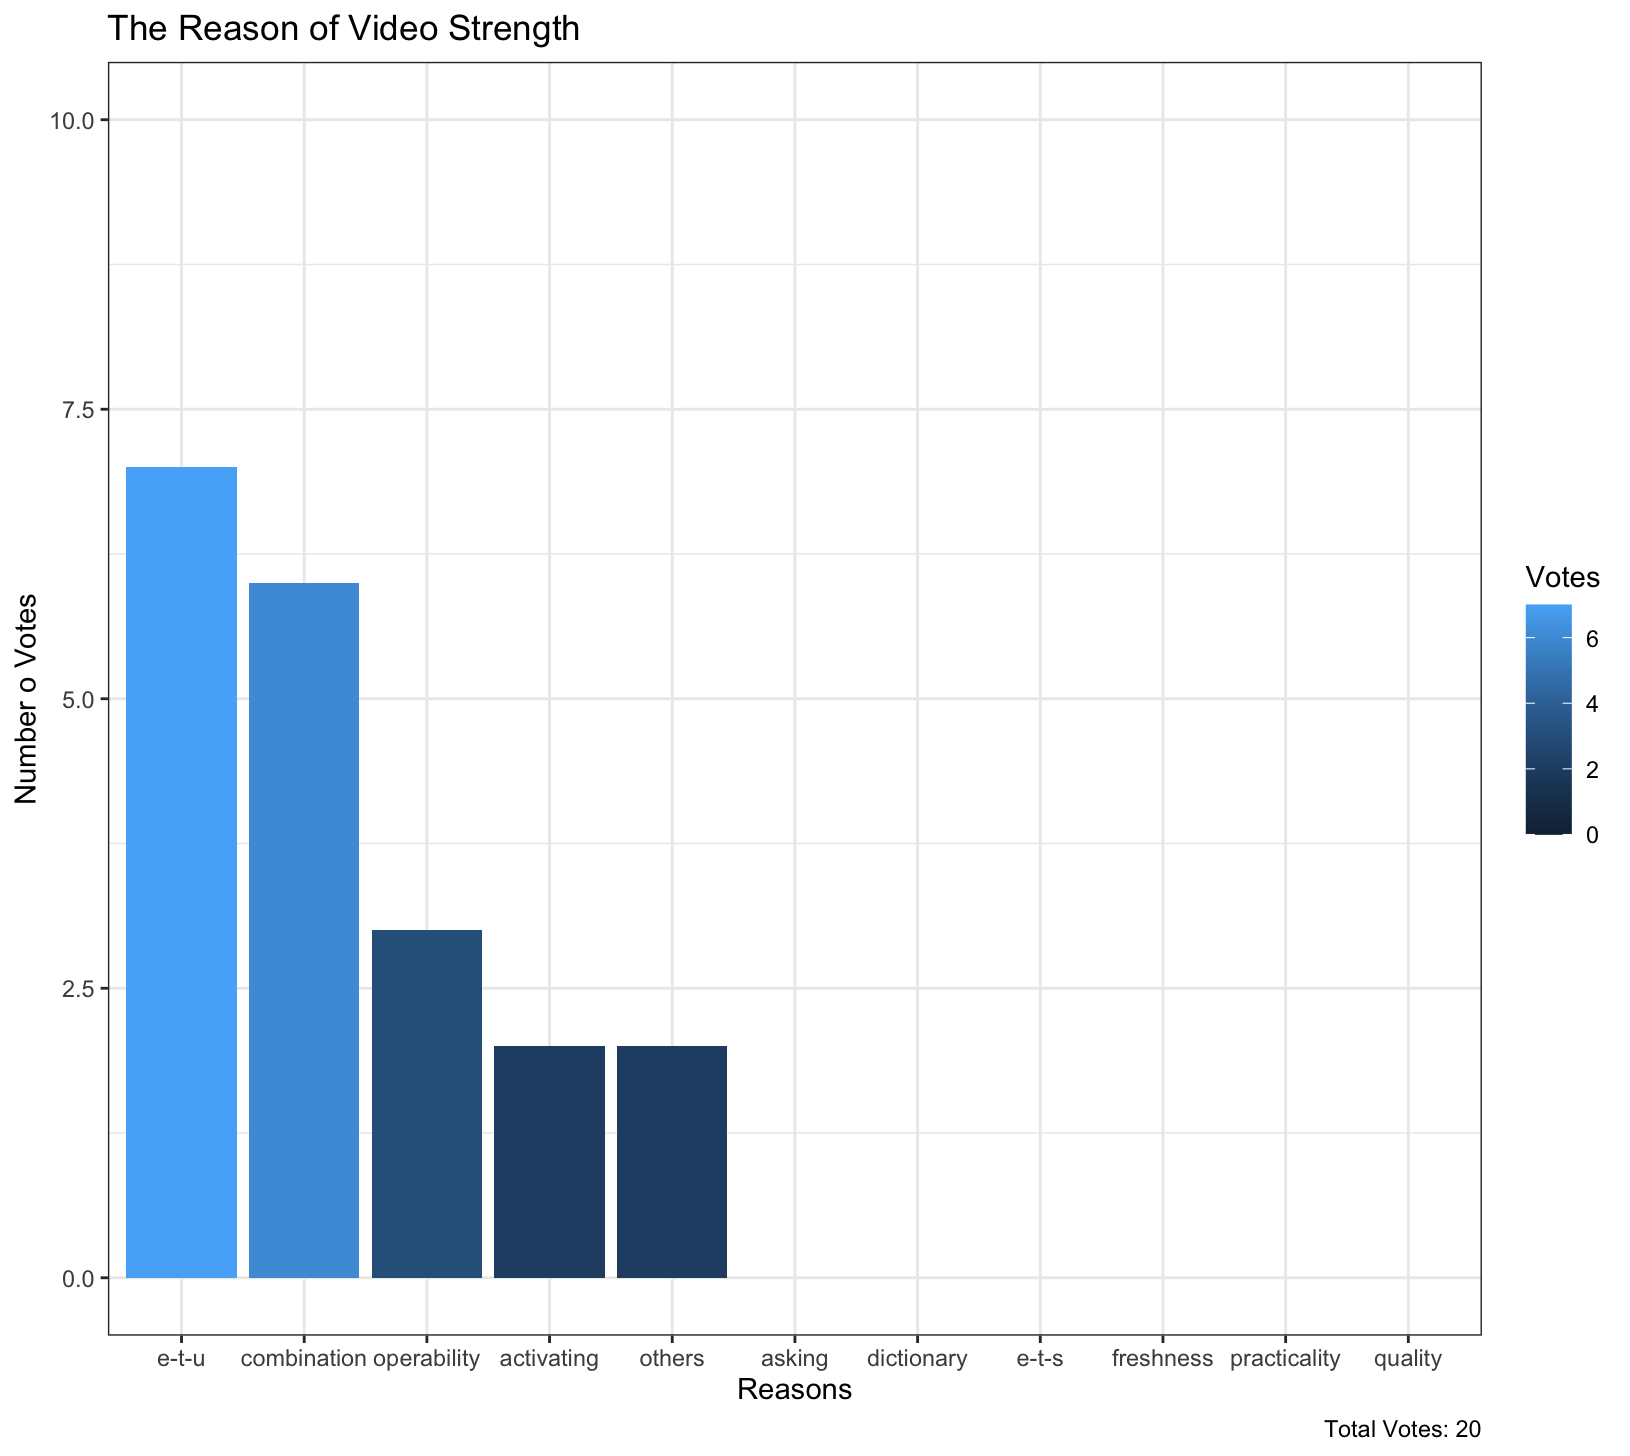 The Reason of Video Strength
Number o Votes
10.0
7.5
5.0
2.5
0.0
e-t-u combination operability activating others asking dictionary e-t-s freshness practicality quality
Reasons
Votes
6
4
2
0
Total Votes: 20